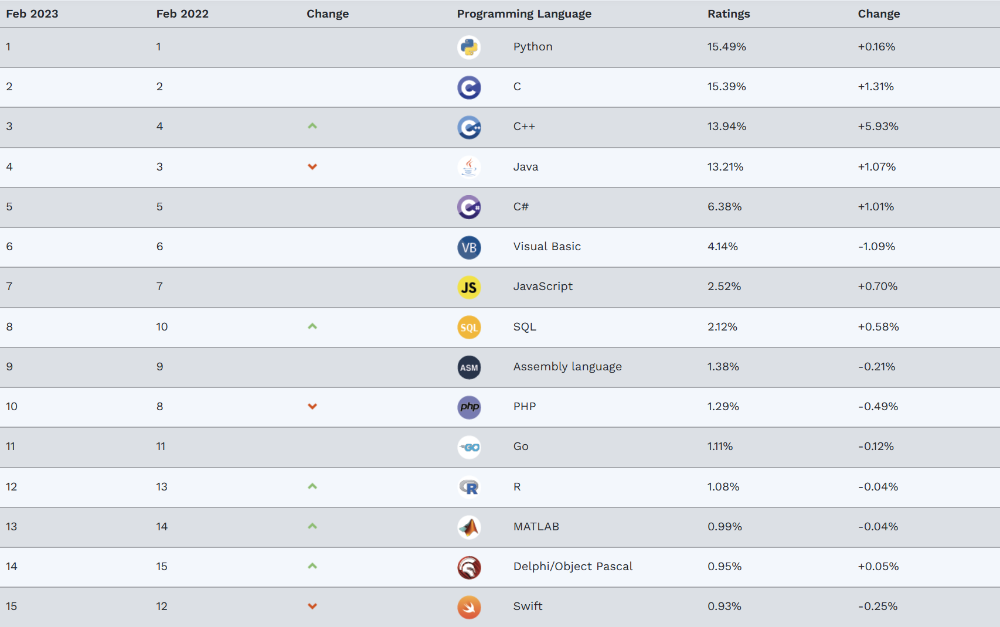 Feb 2023 Feb 2022 Change Programming Language Ratings Change
1 1 Python 15.49% +0.16%
2 2 C C 15.39% +1.31%
3 4 C++ C++ 13.94% +5.93%
4 3 Java 13.21% +1.07%
5 5 C# C# 6.38% +1.01%
6 6 VB Visual Basic 4.14% -1.09%
7 7 JS JavaScript 2.52% +0.70%
8 10 SQL SQL 2.12% +0.58%
9 9 ASM Assembly language 1.38% -0.21%
10 8 php PHP 1.29% -0.49%
11 11 GO Go 1.11% -0.12%
12 13 R R 1.08% -0.04%
13 14 MATLAB 0.99% -0.04%
14 15 Delphi/Object Pascal 0.95% +0.05%
15 12 Swift 0.93% -0.25%